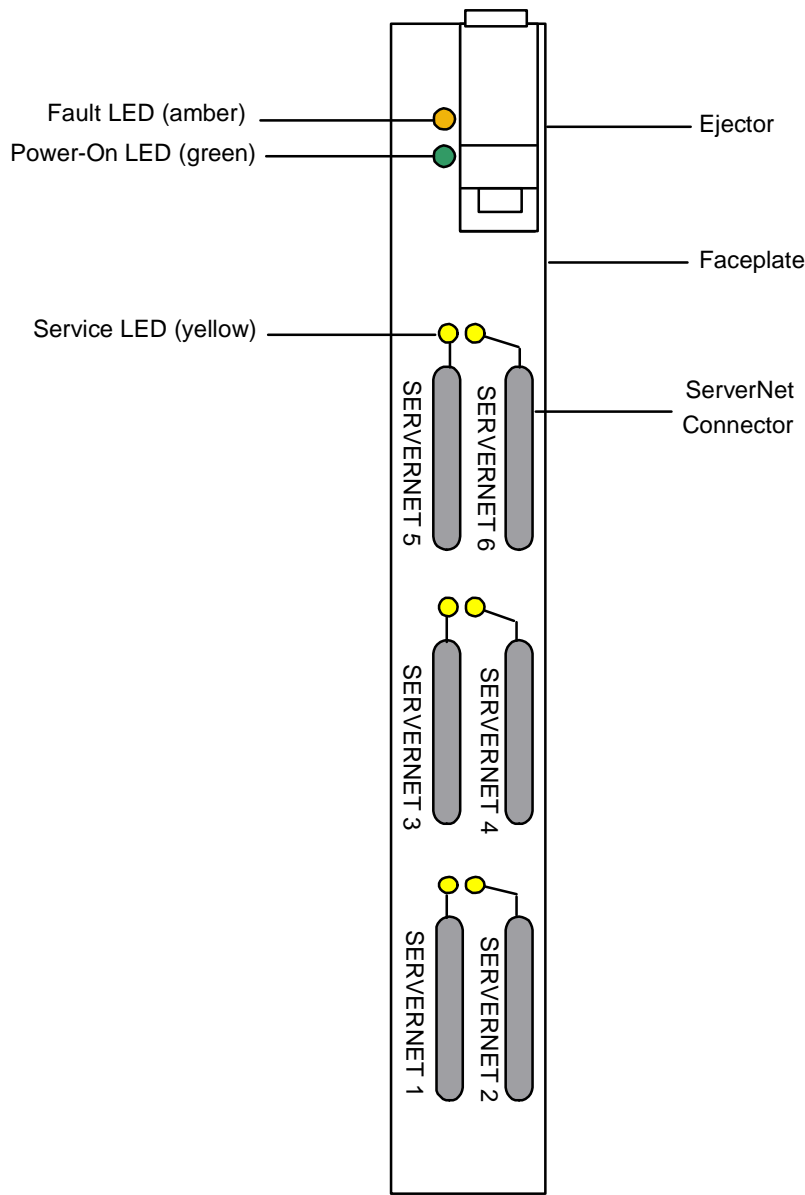 Fault LED (amber)
Power-On LED (green)
Ejector
Faceplate
Service LED (yellow)
ServerNet
Connector
SERVERNET 5
SERVERNET 6
SERVERNET 3
SERVERNET 4
SERVERNET 1
SERVERNET 2